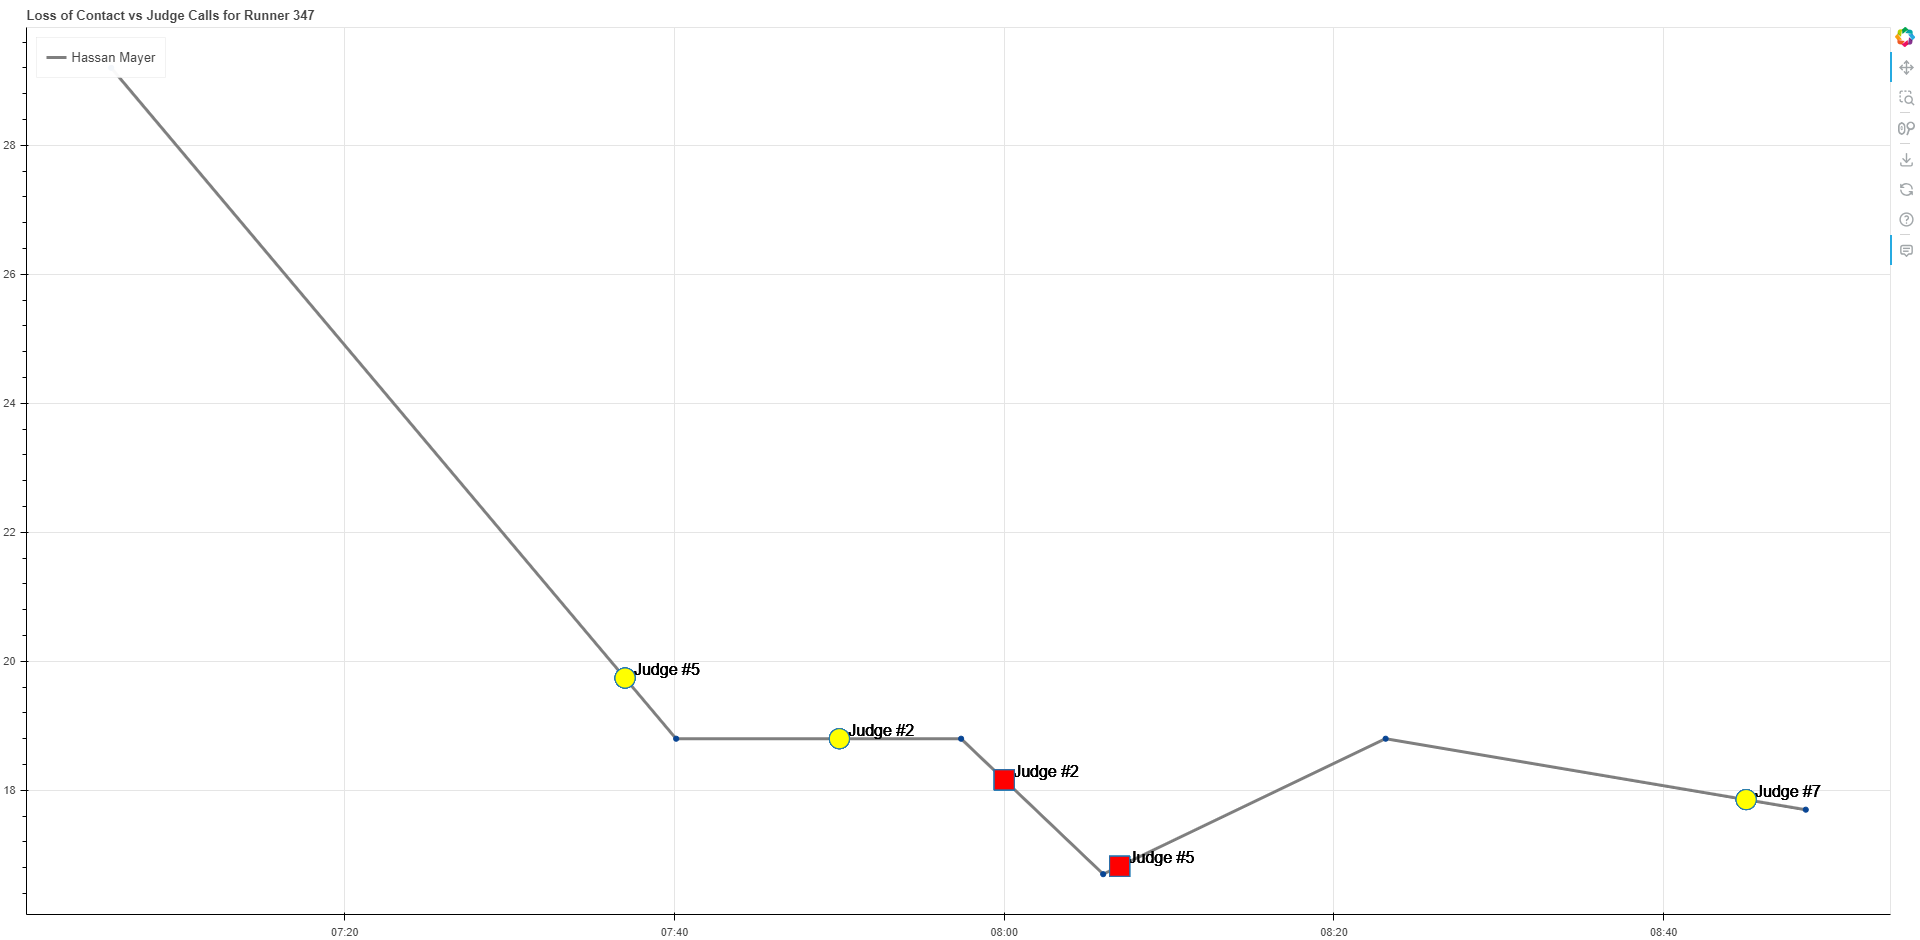 Loss of Contact vs Judge Calls for Runner 347
Hassan Mayer
28
26
24
22
20
18
Judge #5
Judge #2
Judge #2
Judge #5
Judge #7
07:20
07:40
08:00
08:20
08:40